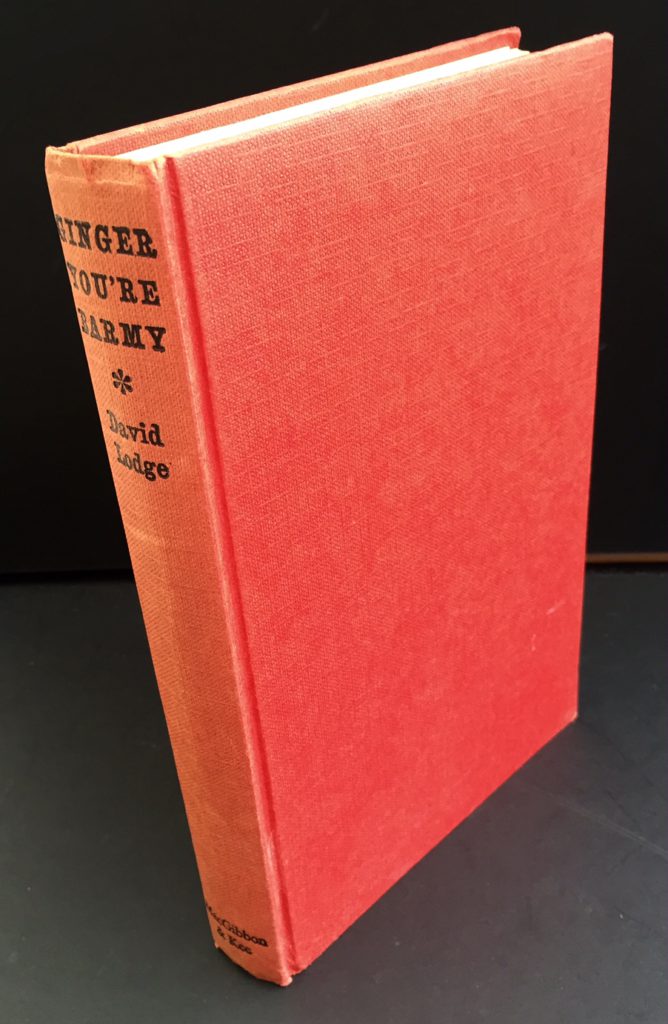 GINGER
YOU'RE
BARMY
*
David
Lodge
MacGibbon
& Kee